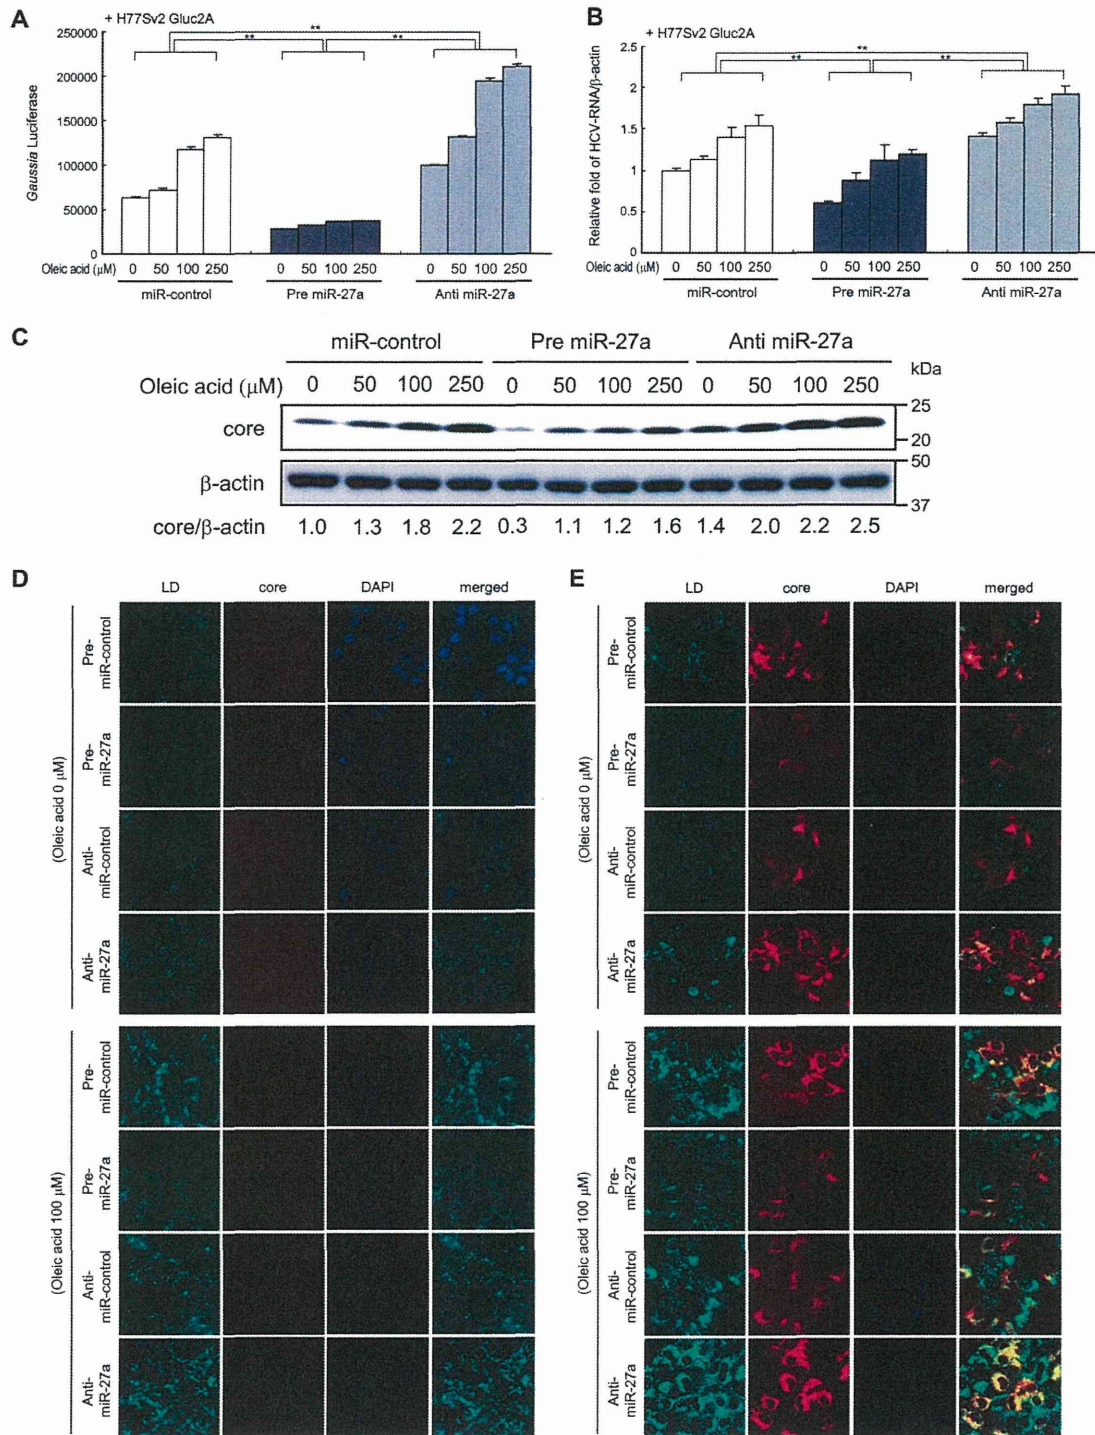 A
+ H77Sv2 Gluc2A
** 
** **
250000
200000
150000
100000
50000
0
Gaussia Luciferase
Oleic acid (μM) 0 50 100 250 0 50 100 250 0 50 100 250
miR-control Pre miR-27a Anti miR-27a
B
+ H77Sv2 Gluc2A
**
** **
2.5
2
1.5
1
0.5
0
Relative fold of HCV-RNA/β-actin
Oleic acid (μM) 0 50 100 250 0 50 100 250 0 50 100 250
miR-control Pre miR-27a Anti miR-27a
C
miR-control Pre miR-27a Anti miR-27a
Oleic acid (μM) 0 50 100 250 0 50 100 250 0 50 100 250 kDa
core
25
20
β-actin
50
37
core/β-actin 1.0 1.3 1.8 2.2 0.3 1.1 1.2 1.6 1.4 2.0 2.2 2.5
D
LD core DAPI merged
(Oleic acid 0 μM)
Pre-
miR-control
Pre-
miR-27a
Anti-
miR-control
Anti-
miR-27a
(Oleic acid 100 μM)
Pre-
miR-control
Pre-
miR-27a
Anti-
miR-control
Anti-
miR-27a
E
LD core DAPI merged
(Oleic acid 0 μM)
Pre-
miR-control
Pre-
miR-27a
Anti-
miR-control
Anti-
miR-27a
(Oleic acid 100 μM)
Pre-
miR-control
Pre-
miR-27a
Anti-
miR-control
Anti-
miR-27a